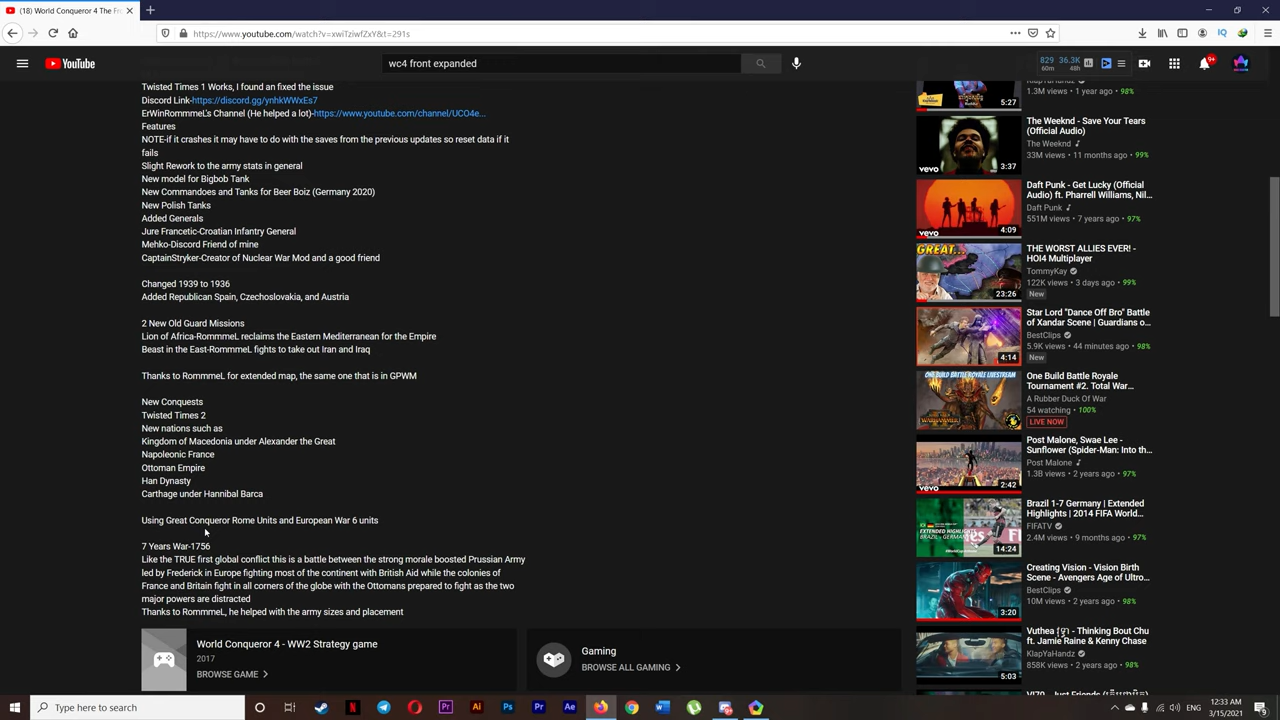 (18) World Conqueror 4 The Fr
https://www.youtube.com/watch?v=xwiTziwfZxY&t=291s
YouTube
wc4 front expanded
829
60m
36.3K
48h
9+
Twisted Times 1 Works, I found an fixed the issue
Discord Link-https://discord.gg/ynhkWWxEs7
ErWinRommmeL's Channel (He helped a lot)-https://www.youtube.com/channel/UCO4e...
Features
NOTE-if it crashes it may have to do with the saves from the previous updates so reset data if it
fails
Slight Rework to the army stats in general
New model for Bigbob Tank
New Commandoes and Tanks for Beer Boiz (Germany 2020)
New Polish Tanks
Added Generals
Jure Francetic-Croatian Infantry General
Mehko-Discord Friend of mine
CaptainStryker-Creator of Nuclear War Mod and a good friend
Changed 1939 to 1936
Added Republican Spain, Czechoslovakia, and Austria
2 New Old Guard Missions
Lion of Africa-RommmeL reclaims the Eastern Mediterranean for the Empire
Beast in the East-RommmeL fights to take out Iran and Iraq
Thanks to RommmeL for extended map, the same one that is in GPWM
New Conquests
Twisted Times 2
New nations such as
Kingdom of Macedonia under Alexander the Great
Napoleonic France
Ottoman Empire
Han Dynasty
Carthage under Hannibal Barca
Using Great Conqueror Rome Units and European War 6 units
7 Years War-1756
Like the TRUE first global conflict this is a battle between the strong morale boosted Prussian Army
led by Frederick in Europe fighting most of the continent with British Aid while the colonies of
France and Britain fight in all corners of the globe with the Ottomans prepared to fight as the two
major powers are distracted
Thanks to RommmeL, he helped with the army sizes and placement
World Conqueror 4 - WW2 Strategy game
2017
BROWSE GAME
Gaming
BROWSE ALL GAMING
5:27
KlapYaHandz
1.3M views • 1 year ago • 98%
vevo
3:37
The Weeknd - Save Your Tears
(Official Audio)
The Weeknd
33M views • 11 months ago • 99%
vevo
4:09
Daft Punk - Get Lucky (Official
Audio) ft. Pharrell Williams, Nil...
Daft Punk
551M views • 7 years ago • 97%
GREAT...
23:26
THE WORST ALLIES EVER! -
HOI4 Multiplayer
TommyKay
122K views • 3 days ago • 99%
New
4:14
Star Lord "Dance Off Bro" Battle
of Xandar Scene | Guardians o...
BestClips
5.9K views • 44 minutes ago • 98%
New
ONE BUILD BATTLE ROYALE
LIVESTREAM
One Build Battle Royale
Tournament #2. Total War...
A Rubber Duck Of War
54 watching • 100%
LIVE NOW
2:42
Post Malone, Swae Lee -
Sunflower (Spider-Man: Into th...
Post Malone
1.3B views • 2 years ago • 97%
14:24
Brazil 1-7 Germany | Extended
Highlights | 2014 FIFA World...
FIFATV
2.4M views • 9 months ago • 97%
3:20
Creating Vision - Vision Birth
Scene - Avengers Age of Ultro...
BestClips
10M views • 2 years ago • 98%
5:03
ft. Jamie Raine & Kenny Chase
KlapYaHandz
858K views • 2 years ago • 98%
Type here to search
ENG
12:33 AM
3/15/2021